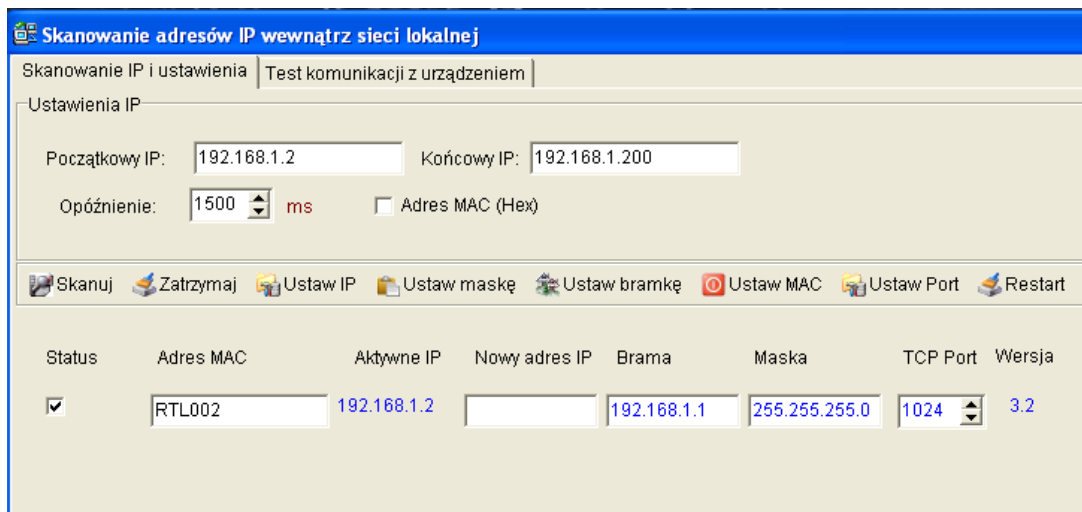 Skanowanie adresów IP wewnątrz sieci lokalnej
Skanowanie IP i ustawienia Test komunikacji z urządzeniem
Ustawienia IP
Początkowy IP: 192.168.1.2 Końcowy IP: 192.168.1.200
Opóźnienie: 1500 ms Adres MAC (Hex)
Skanuj Zatrzymaj Ustaw IP Ustaw maskę Ustaw bramkę Ustaw MAC Ustaw Port Restart
Status Adres MAC Aktywne IP Nowy adres IP Brama Maska TCP Port Wersja
RTL002 192.168.1.2 192.168.1.1 255.255.255.0 1024 3.2